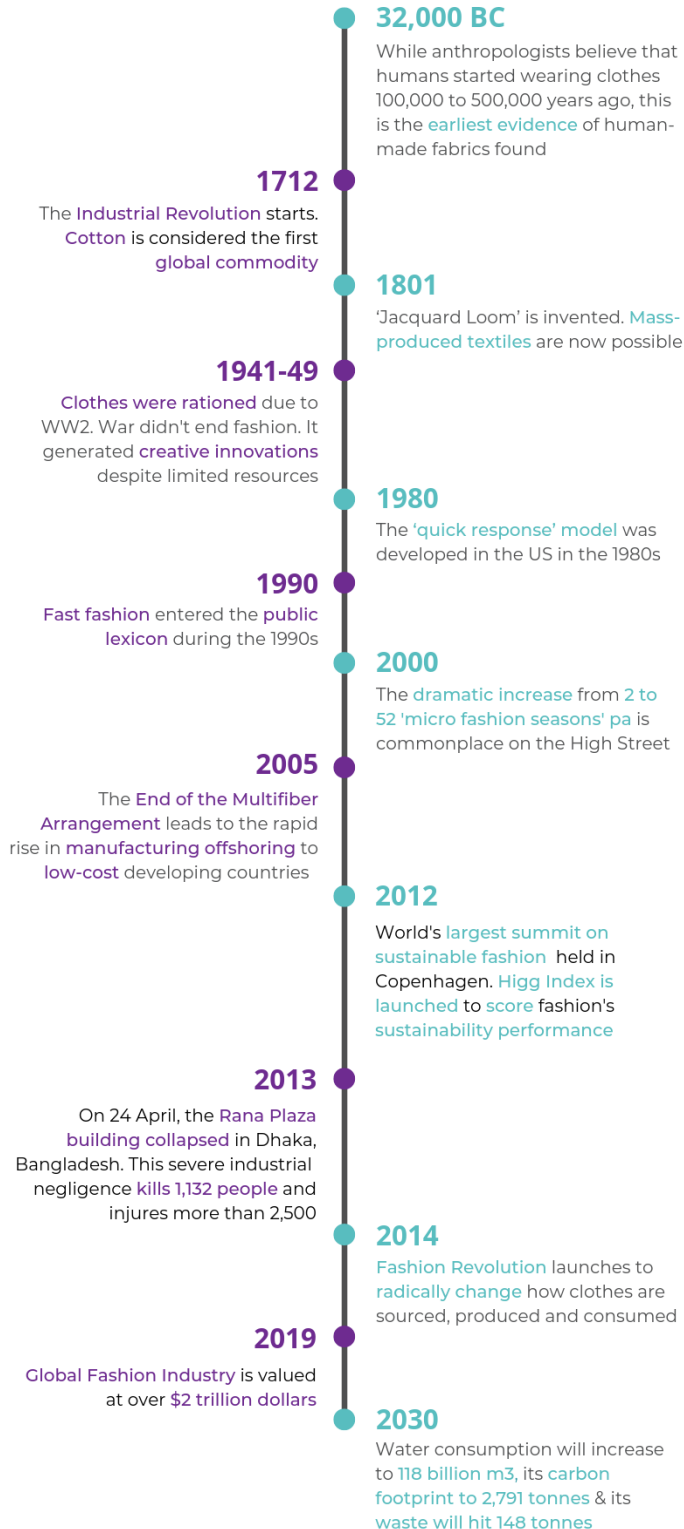 32,000 BC
While anthropologists believe that
humans started wearing clothes
100,000 to 500,000 years ago, this
is the earliest evidence of human-
made fabrics found
1712
The Industrial Revolution starts.
Cotton is considered the first
global commodity
1801
‘Jacquard Loom’ is invented. Mass-
produced textiles are now possible
1941-49
Clothes were rationed due to
WW2. War didn't end fashion. It
generated creative innovations
despite limited resources
1980
The ‘quick response’ model was
developed in the US in the 1980s
1990
Fast fashion entered the public
lexicon during the 1990s
2000
The dramatic increase from 2 to
52 'micro fashion seasons' pa is
commonplace on the High Street
2005
The End of the Multifiber
Arrangement leads to the rapid
rise in manufacturing offshoring to
low-cost developing countries
2012
World's largest summit on
sustainable fashion held in
Copenhagen. Higg Index is
launched to score fashion's
sustainability performance
2013
On 24 April, the Rana Plaza
building collapsed in Dhaka,
Bangladesh. This severe industrial
negligence kills 1,132 people and
injures more than 2,500
2014
Fashion Revolution launches to
radically change how clothes are
sourced, produced and consumed
2019
Global Fashion Industry is valued
at over $2 trillion dollars
2030
Water consumption will increase
to 118 billion m3, its carbon
footprint to 2,791 tonnes & its
waste will hit 148 tonnes